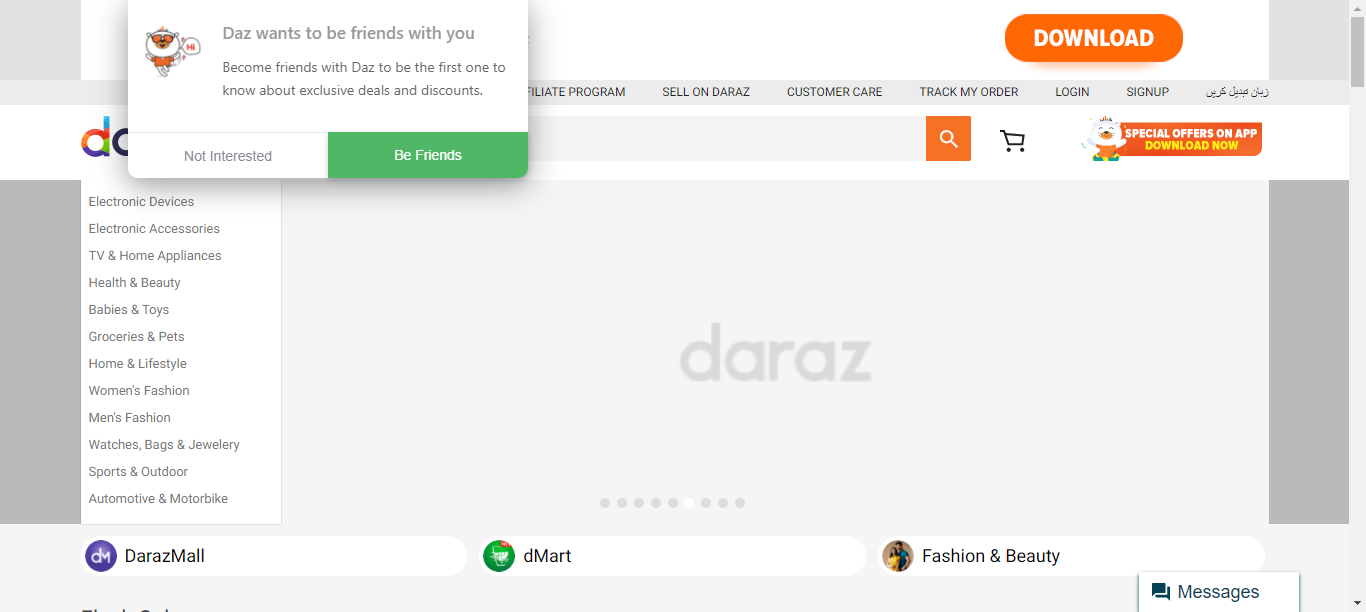 Daz wants to be friends with you
Become friends with Daz to be the first one to
know about exclusive deals and discounts.
Not Interested
Be Friends
Hi
DOWNLOAD
PROGRAM
SELL ON DARAZ
CUSTOMER CARE
TRACK MY ORDER
LOGIN
SIGNUP
زبان تبدیل کریں
SPECIAL OFFERS ON APP
DOWNLOAD NOW
Electronic Devices
Electronic Accessories
TV & Home Appliances
Health & Beauty
Babies & Toys
Groceries & Pets
Home & Lifestyle
Women's Fashion
Men's Fashion
Watches, Bags & Jewelery
Sports & Outdoor
Automotive & Motorbike
daraz
dM
DarazMall
dMart
Fashion & Beauty
Messages